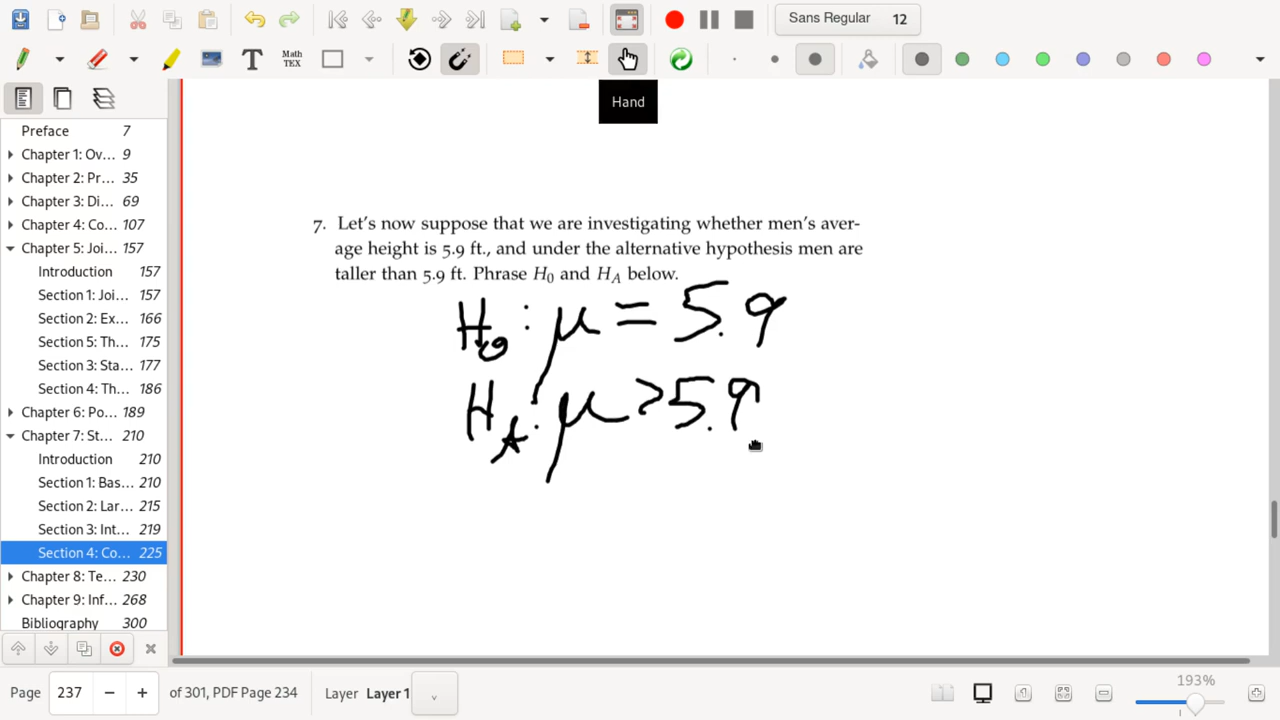 Sans Regular 12
Math
TEX
Hand
Preface 7
Chapter 1: Ov... 9
Chapter 2: Pr... 35
Chapter 3: Di... 69
Chapter 4: Co... 107
Chapter 5: Joi... 157
Introduction 157
Section 1: Joi... 157
Section 2: Ex... 166
Section 5: Th... 175
Section 3: Sta... 177
Section 4: Th... 186
Chapter 6: Po... 189
Chapter 7: St... 210
Introduction 210
Section 1: Bas... 210
Section 2: Lar... 215
Section 3: Int... 219
Section 4: Co... 225
Chapter 8: Te... 230
Chapter 9: Inf... 268
Bibliography 300
7. Let's now suppose that we are investigating whether men's aver-
age height is 5.9 ft., and under the alternative hypothesis men are
taller than 5.9 ft. Phrase H0 and HA below.
H0 : μ = 5.9
HA : μ > 5.9
Page 237 of 301, PDF Page 234 Layer Layer 1 193%